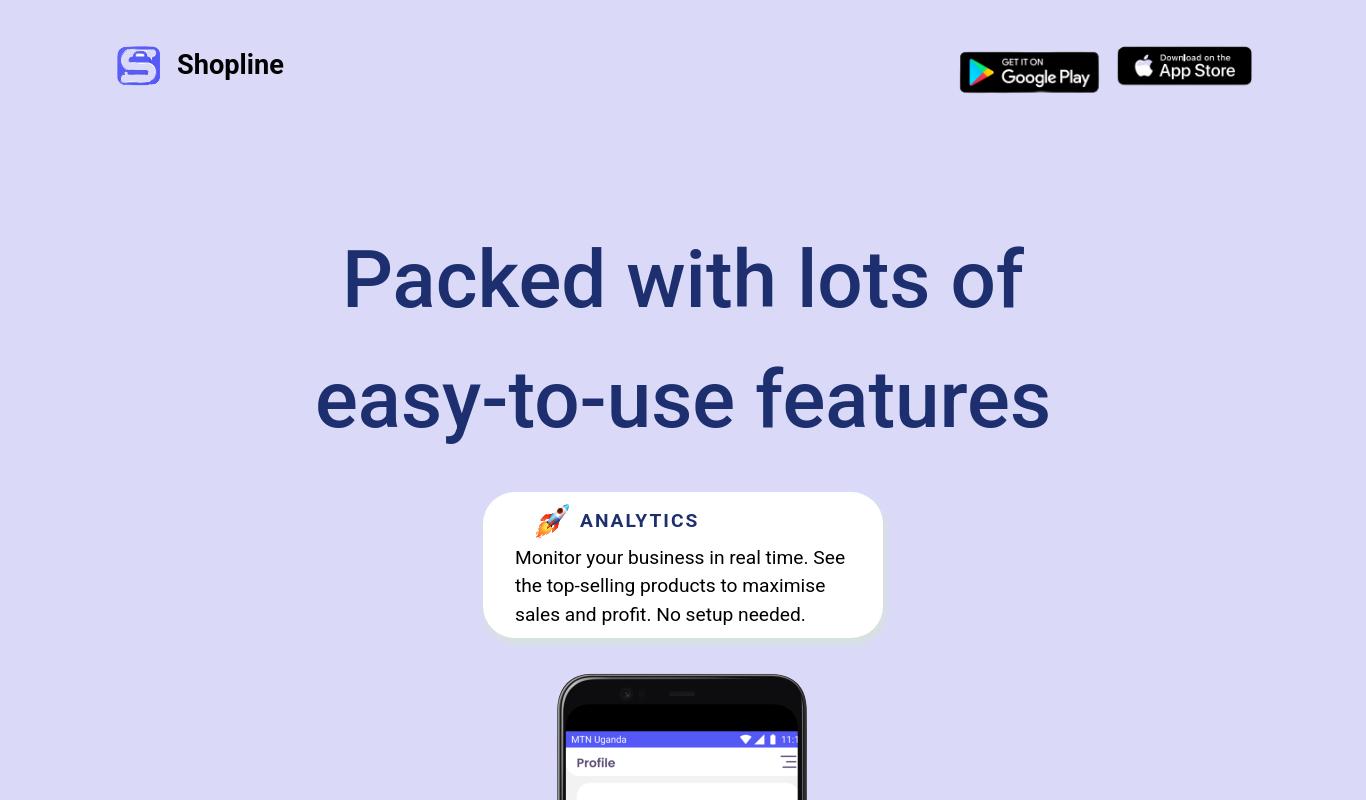 Shopline
GET IT ON
Google Play
Download on the
App Store
Packed with lots of
easy-to-use features
ANALYTICS
Monitor your business in real time. See
the top-selling products to maximise
sales and profit. No setup needed.
MTN Uganda
11:1
Profile